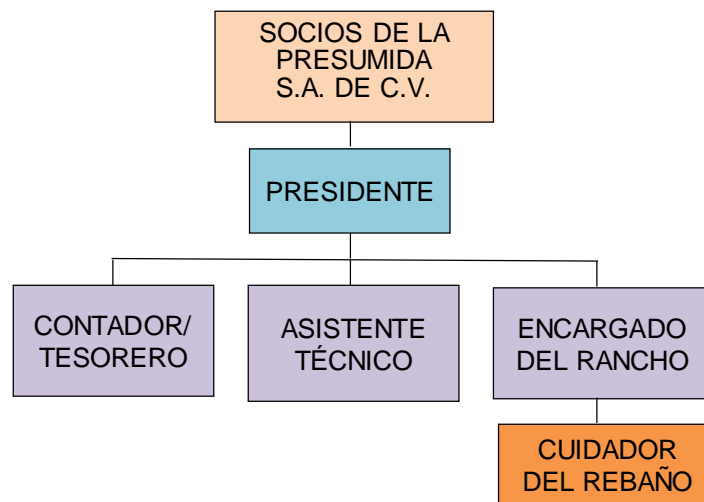 SOCIOS DE LA
PRESUMIDA
S.A. DE C.V.
PRESIDENTE
CONTADOR/
TESORERO
ASISTENTE
TÉCNICO
ENCARGADO
DEL RANCHO
CUIDADOR
DEL REBAÑO